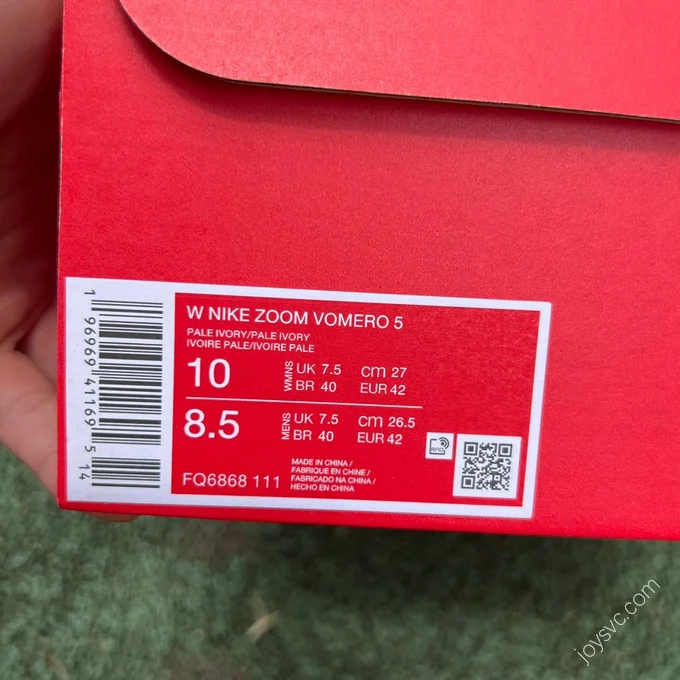 W NIKE ZOOM VOMERO 5
PALE IVORY/PALE IVORY
IVOIRE PALE/IVOIRE PALE
10 WMNS UK 7.5 CM 27
BR 40 EUR 42
8.5 MENS UK 7.5 CM 26.5
BR 40 EUR 42
FQ6868 111
MADE IN CHINA /
FABRIQUE EN CHINE /
FABRICADO NA CHINA /
HECHO EN CHINA
RFID
1 96969 41169 5 14
joysvc.com